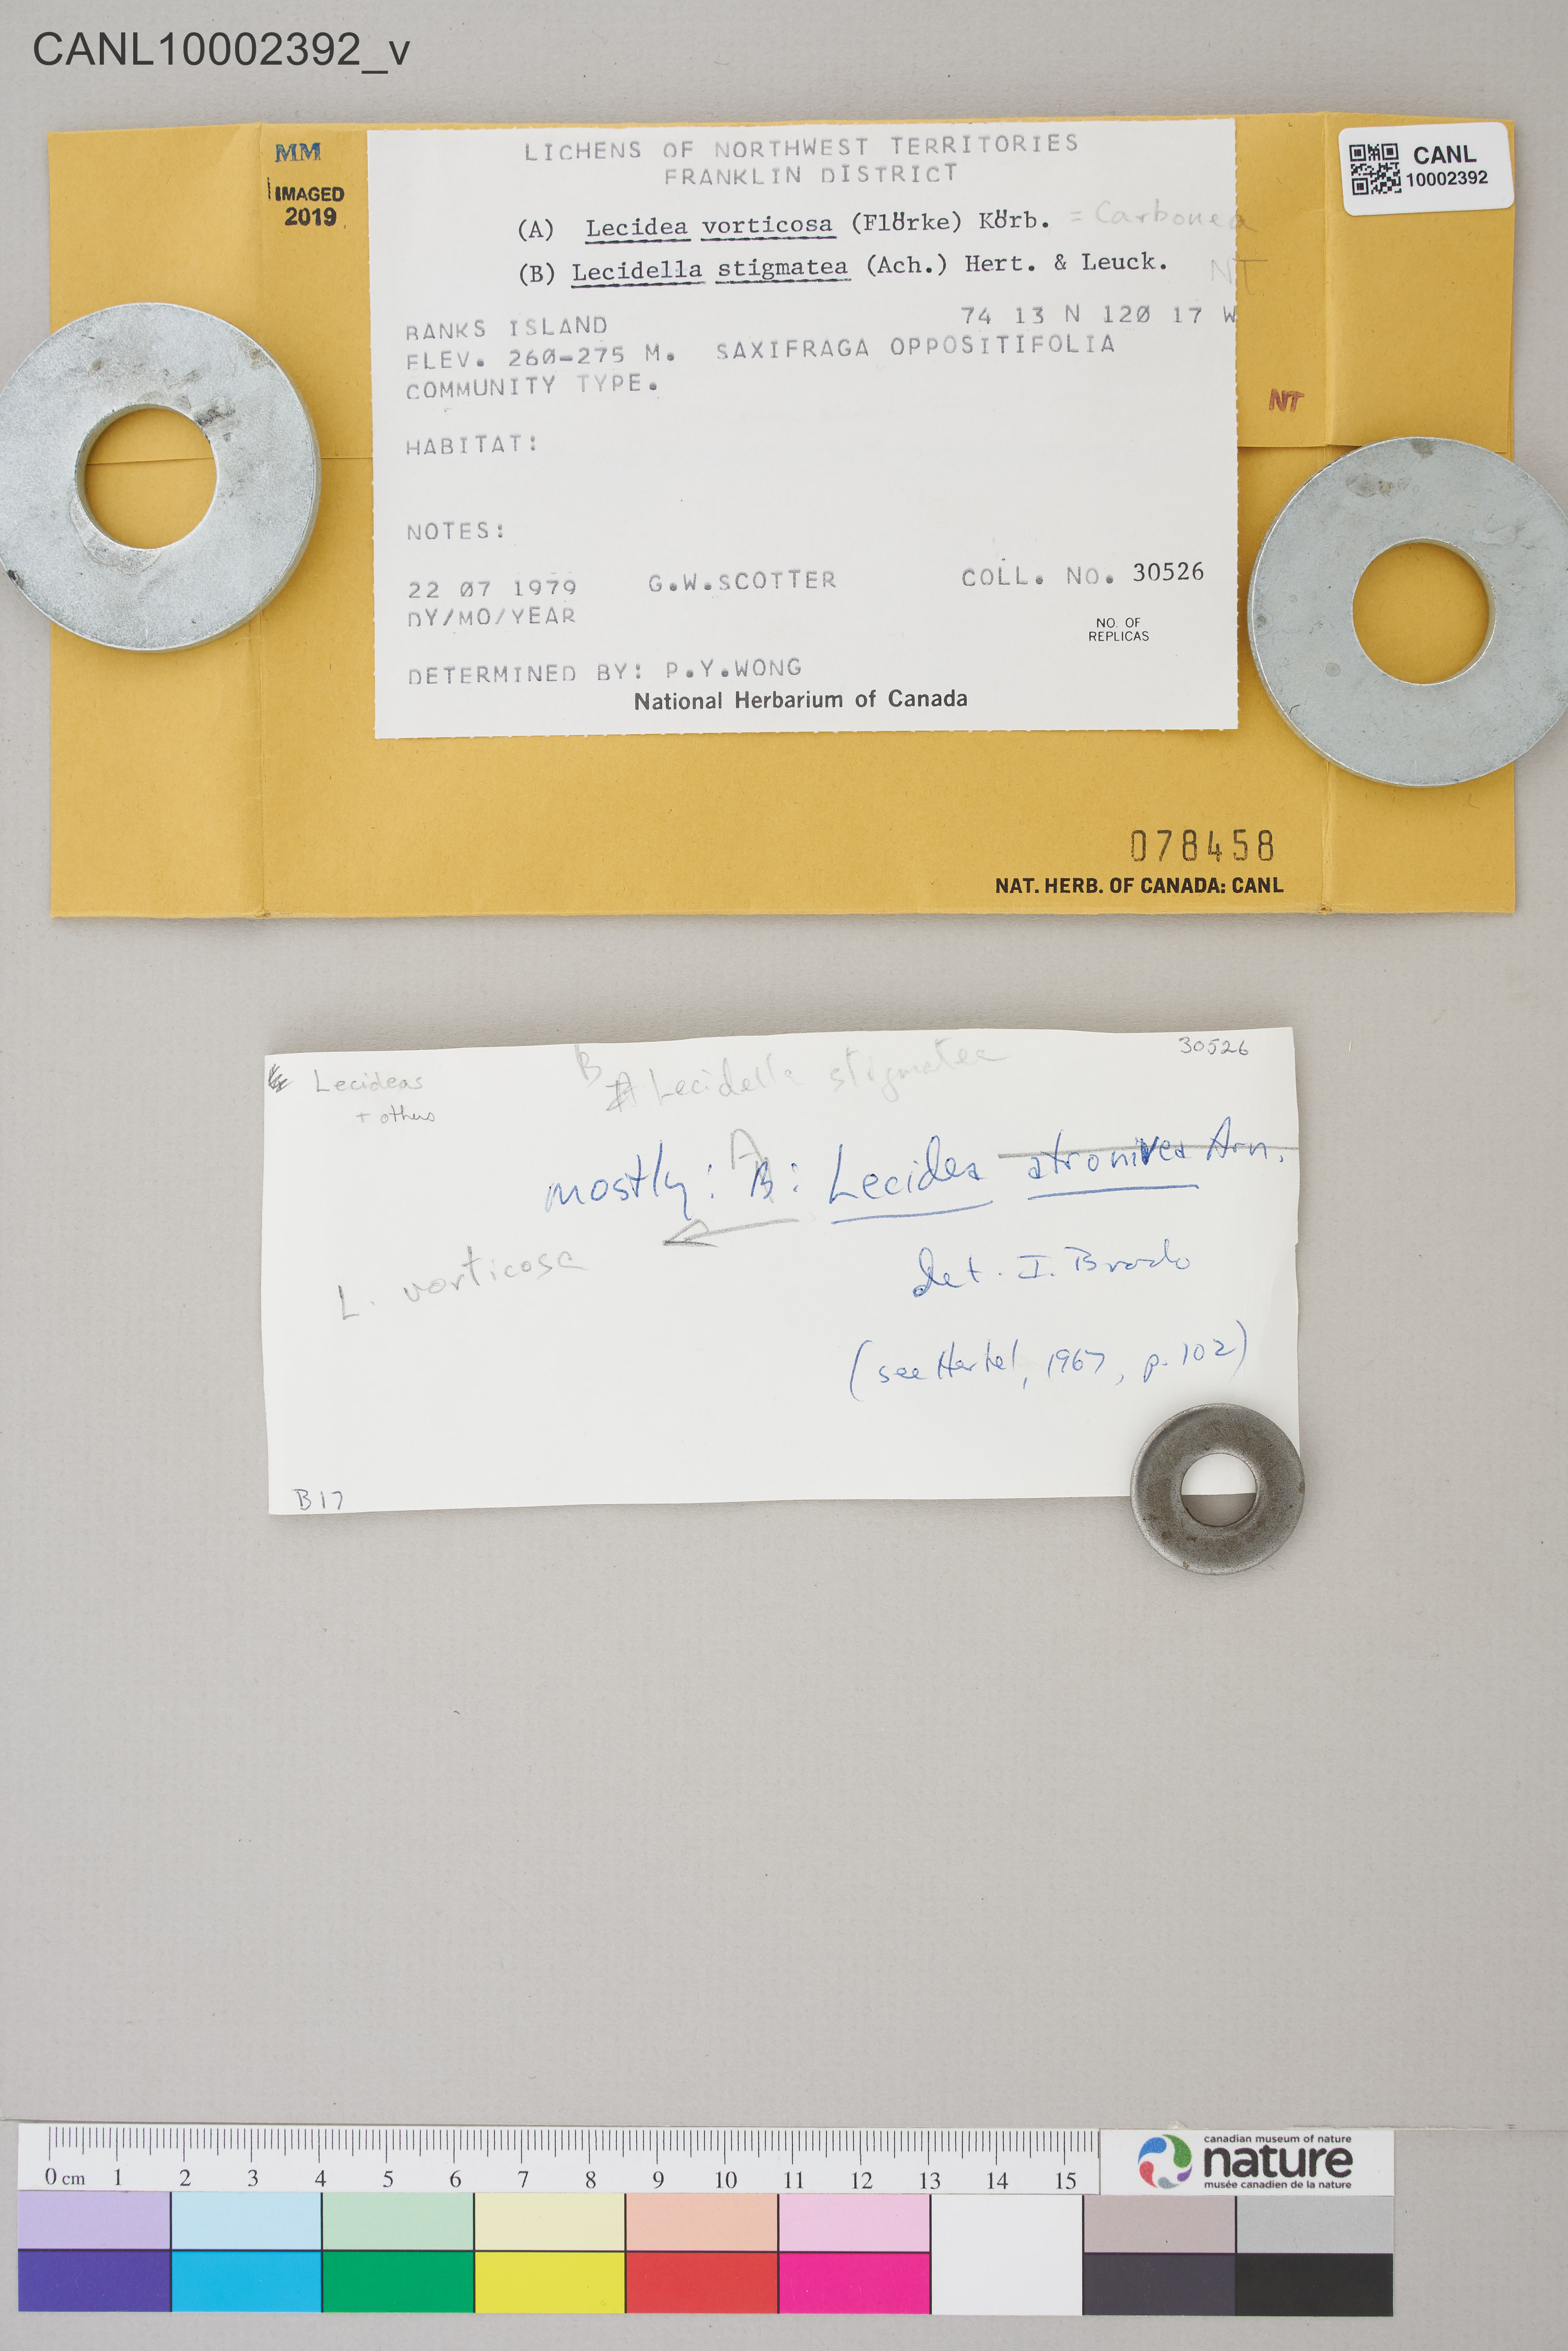 CANL10002392_v
MM
IMAGED
2019
CANL
10002392
LICHENS OF NORTHWEST TERRITORIES
FRANKLIN DISTRICT
(A) Lecidea vorticosa (Flörke) Körb. = Carbonea
(B) Lecidella stigmatea (Ach.) Hert. & Leuck. NT
BANKS ISLAND 74 13 N 120 17 W
ELEV. 260-275 M. SAXIFRAGA OPPOSITIFOLIA
COMMUNITY TYPE.
NT
HABITAT:
NOTES:
22 07 1979 G.W.SCOTTER COLL. NO. 30526
DY/MO/YEAR
NO. OF
REPLICAS
DETERMINED BY: P.Y.WONG
National Herbarium of Canada
078458
NAT. HERB. OF CANADA: CANL
30526
Lecideas
+ others
B
A Lecidella stigmatea
mostly: A B: Lecidea atronivea Arn.
L. vorticosa
det. I. Brodo
(see Hertel, 1967, p. 102)
B17
0 cm 1 2 3 4 5 6 7 8 9 10 11 12 13 14 15
canadian museum of nature
nature
musée canadien de la nature